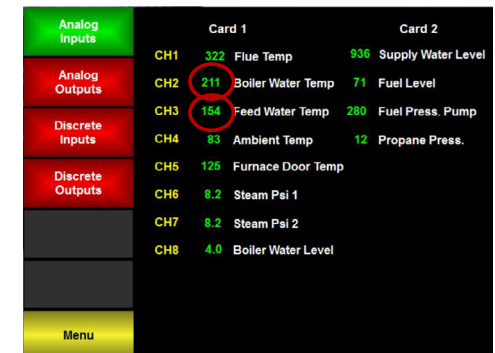 Analog
Inputs
Analog
Outputs
Discrete
Inputs
Discrete
Outputs
Menu
Card 1 Card 2
CH1 322 Flue Temp 936 Supply Water Level
CH2 211 Boiler Water Temp 71 Fuel Level
CH3 154 Feed Water Temp 280 Fuel Press. Pump
CH4 83 Ambient Temp 12 Propane Press.
CH5 125 Furnace Door Temp
CH6 8.2 Steam Psi 1
CH7 8.2 Steam Psi 2
CH8 4.0 Boiler Water Level